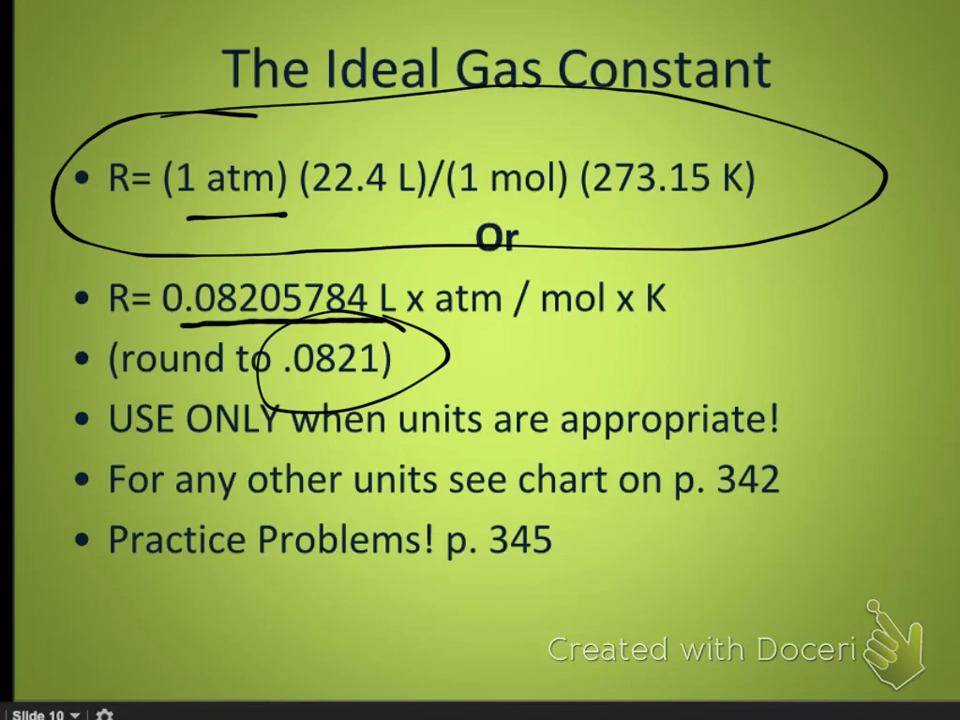 The Ideal Gas Constant
• R= (1 atm) (22.4 L)/(1 mol) (273.15 K)
Or
• R= 0.08205784 L x atm / mol x K
• (round to .0821)
• USE ONLY when units are appropriate!
• For any other units see chart on p. 342
• Practice Problems! p. 345
Created with Doceri
Slide 10